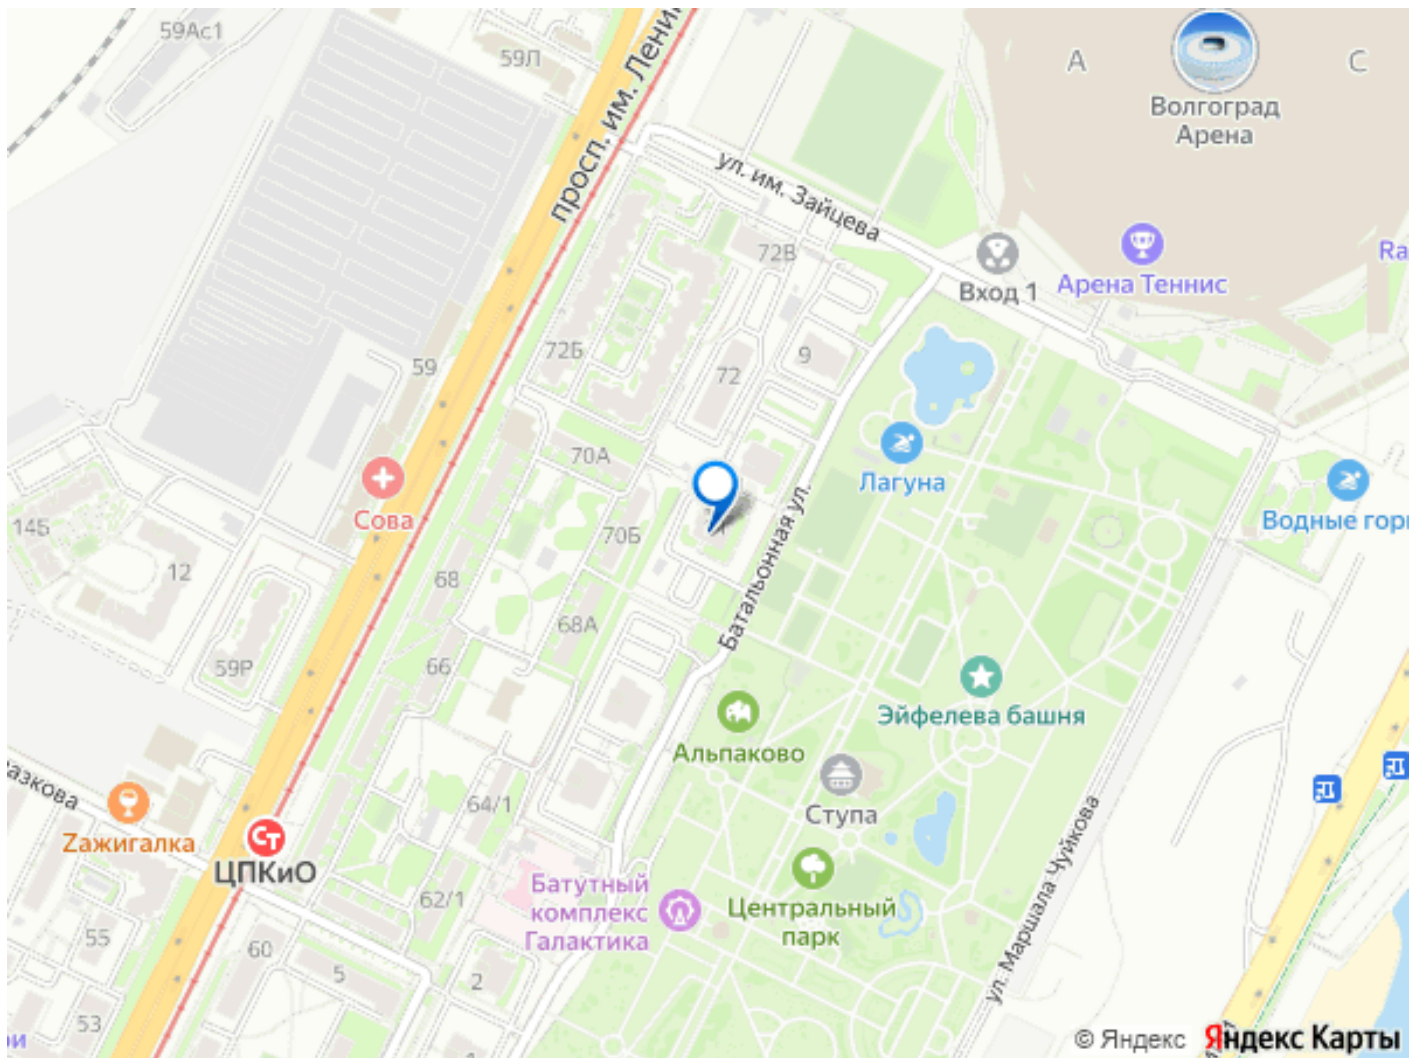 59Ас1
59Л
просп. им. Лени
А
С
Волгоград
Арена
ул. им. Зайцева
72В
Вход 1
Арена Теннис
Ra
72Б
59
72
9
70А
Лагуна
Сова
14Б
70Б
Водные гор
12
68
Батальонная ул.
68А
59Р
66
Эйфелева башня
Альпаково
азкова
Zажигалка
64/1
Ступа
ЦПКиО
ул. Маршала Чуйкова
Батутный
комплекс
Галактика
62/1
Центральный
парк
55
60
5
2
53
ри
© Яндекс
Яндекс Карты